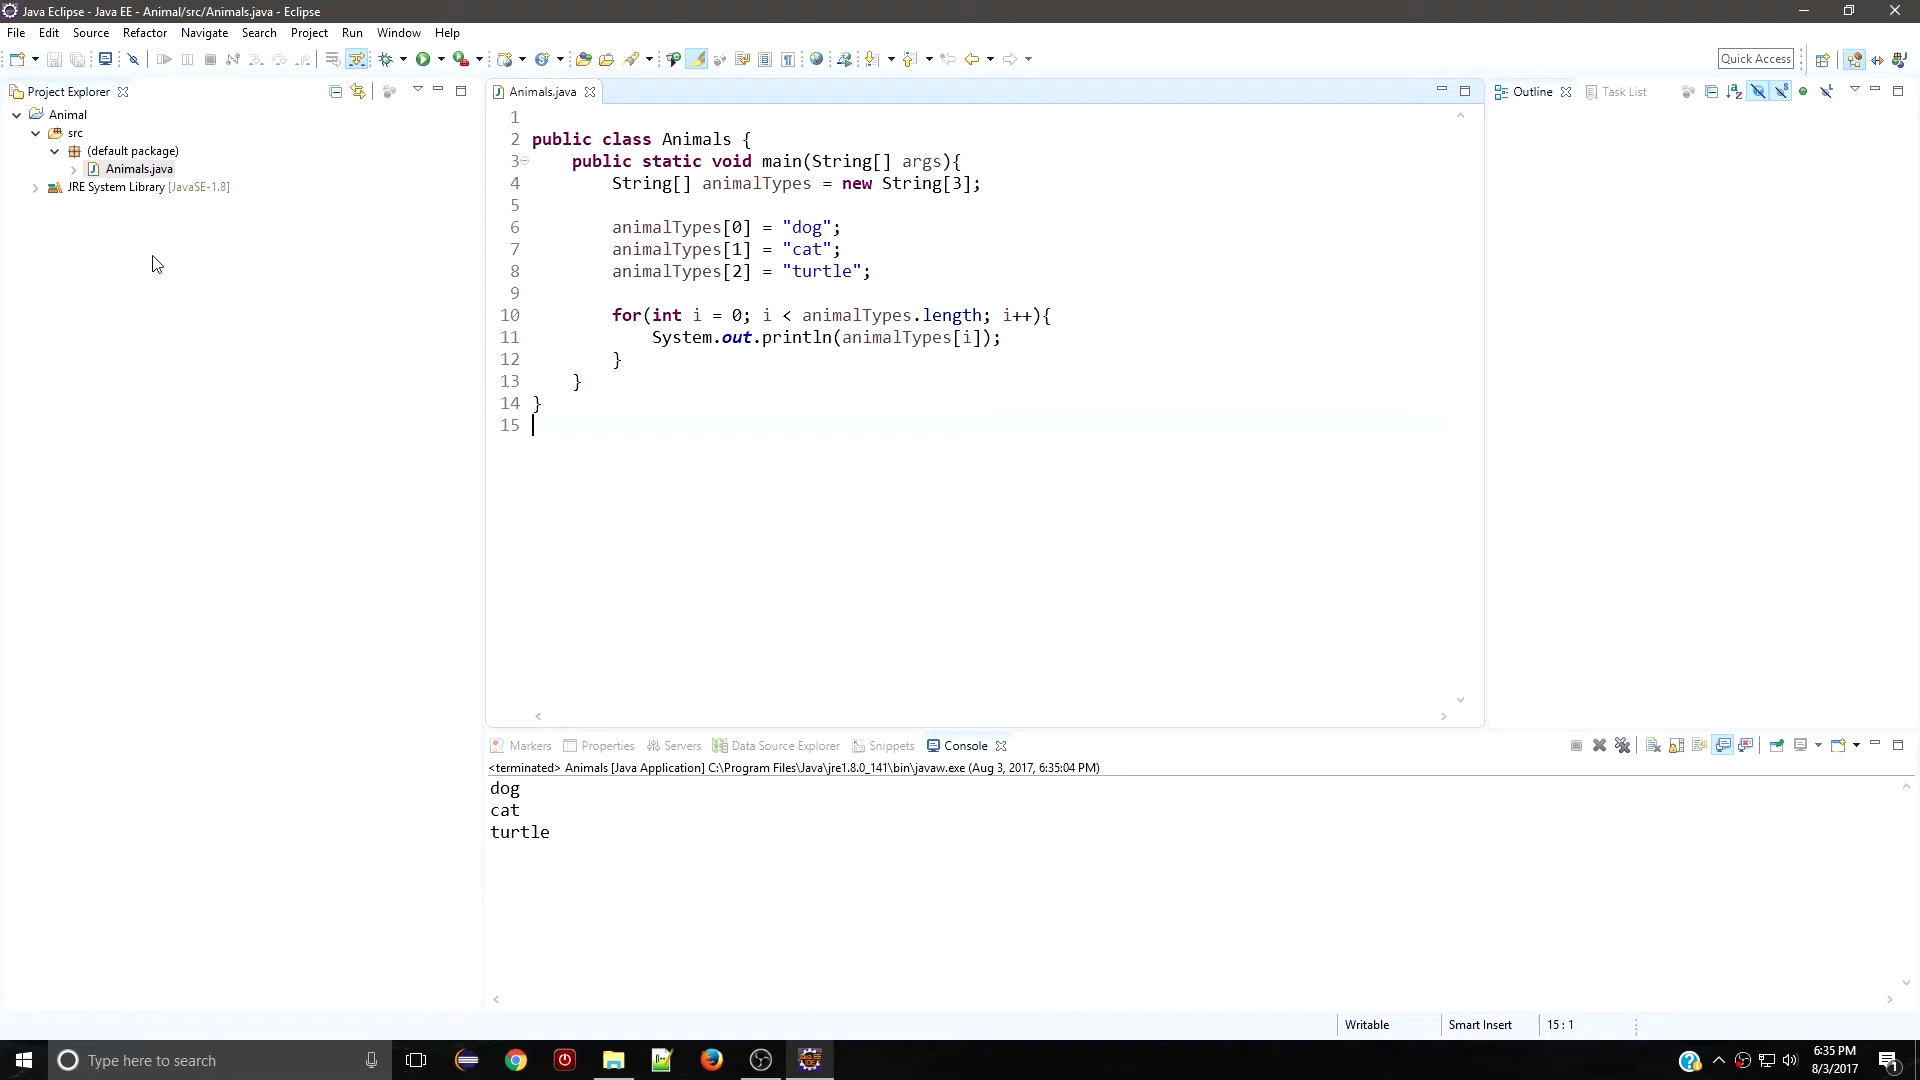 Java Eclipse - Java EE - Animal/src/Animals.java - Eclipse
File Edit Source Refactor Navigate Search Project Run Window Help
Quick Access
Project Explorer
Animal
src
(default package)
Animals.java
JRE System Library [JavaSE-1.8]
Animals.java
1
2 public class Animals {
3 public static void main(String[] args){
4 String[] animalTypes = new String[3];
5
6 animalTypes[0] = "dog";
7 animalTypes[1] = "cat";
8 animalTypes[2] = "turtle";
9
10 for(int i = 0; i < animalTypes.length; i++){
11 System.out.println(animalTypes[i]);
12 }
13 }
14 }
15
Outline Task List
Markers Properties Servers Data Source Explorer Snippets Console
<terminated> Animals [Java Application] C:\Program Files\Java\jre1.8.0_141\bin\javaw.exe (Aug 3, 2017, 6:35:04 PM)
dog
cat
turtle
Writable Smart Insert 15 : 1
Type here to search
6:35 PM
8/3/2017
1